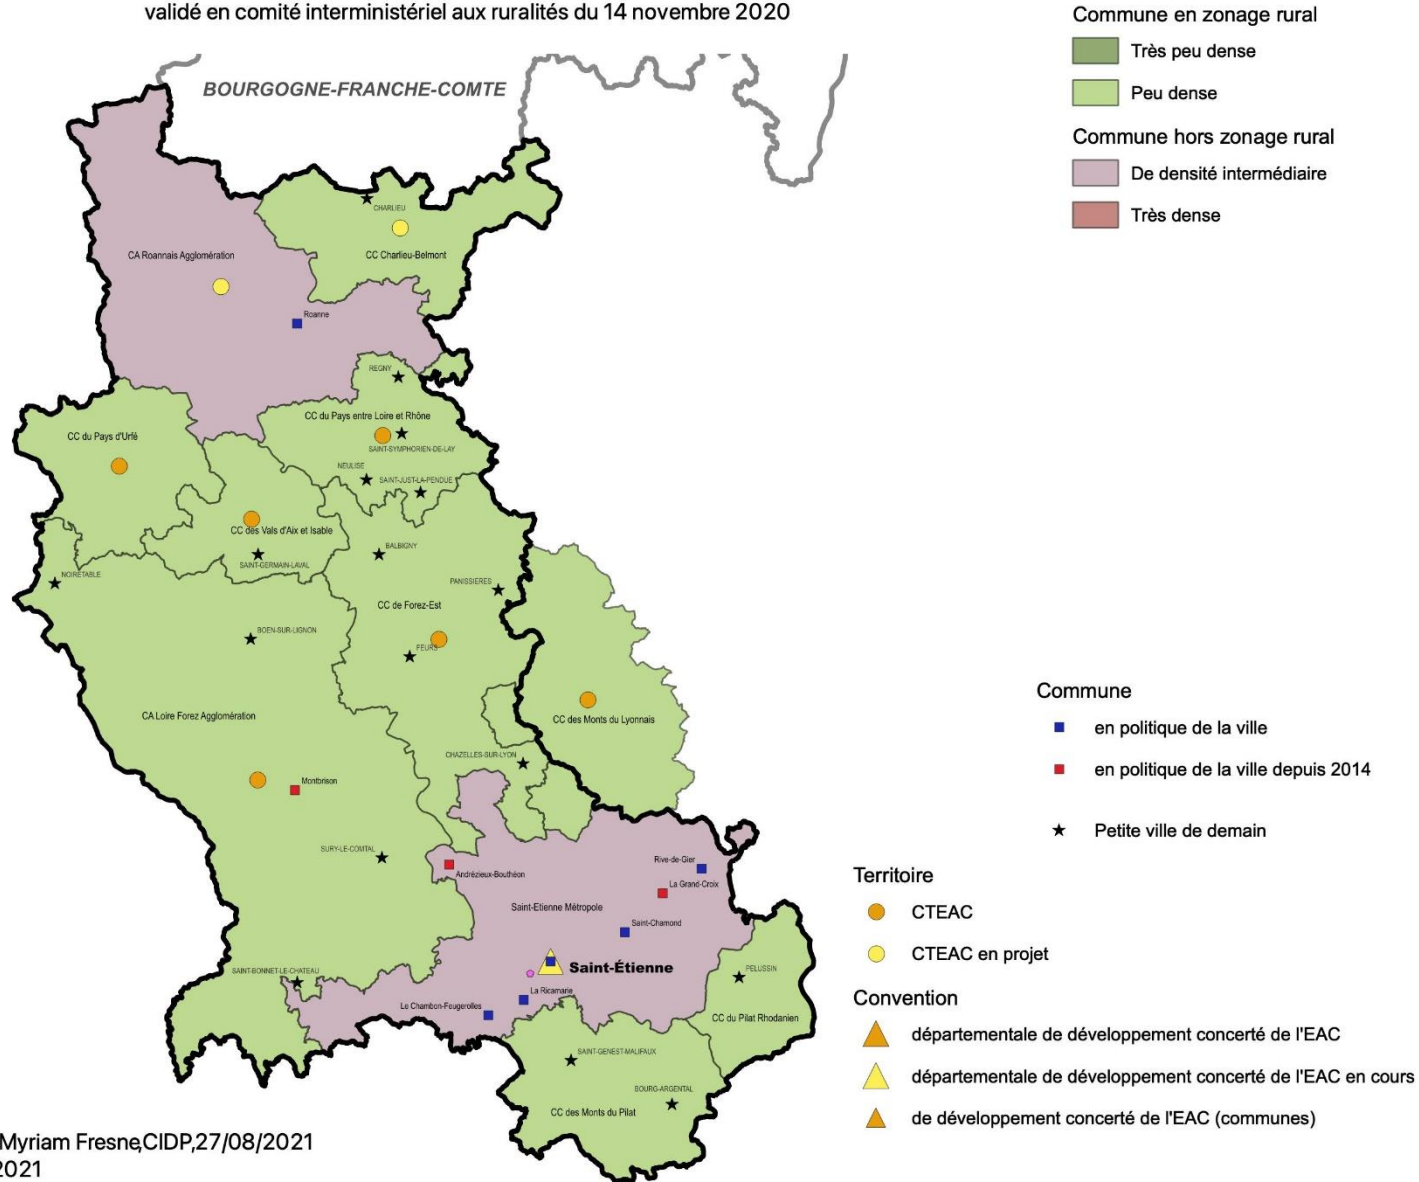 validé en comité interministériel aux ruralités du 14 novembre 2020
Commune en zonage rural
Très peu dense
Peu dense
Commune hors zonage rural
De densité intermédiaire
Très dense
BOURGOGNE-FRANCHE-COMTE
CHARLIEU
CC Charlieu-Belmont
CA Roannais Agglomération
Roanne
REGNY
CC du Pays entre Loire et Rhône
SAINT-SYMPHORIEN-DE-LAY
CC du Pays d'Urfé
NEULISE
SAINT-JUST-LA-PENDUE
CC des Vals d'Aix et Isable
SAINT-GERMAIN-LAVAL
BALBIGNY
NOIRETABLE
PANISSIERES
CC de Forez-Est
BOEN-SUR-LIGNON
FEURS
CA Loire Forez Agglomération
CC des Monts du Lyonnais
CHAZELLES-SUR-LYON
Montbrison
SURY-LE-COMTAL
Andrézieux-Bouthéon
Rive-de-Gier
La Grand-Croix
Saint-Etienne Métropole
Saint-Chamond
Saint-Étienne
SAINT-BONNET-LE-CHATEAU
PELUSSIN
La Ricamarie
Le Chambon-Feugerolles
CC du Pilat Rhodanien
SAINT-GENEST-MALIFAUX
BOURG-ARGENTAL
CC des Monts du Pilat
Commune
en politique de la ville
en politique de la ville depuis 2014
Petite ville de demain
Territoire
CTEAC
CTEAC en projet
Convention
départementale de développement concerté de l'EAC
départementale de développement concerté de l'EAC en cours
de développement concerté de l'EAC (communes)
Myriam Fresne,CIDP,27/08/2021
2021